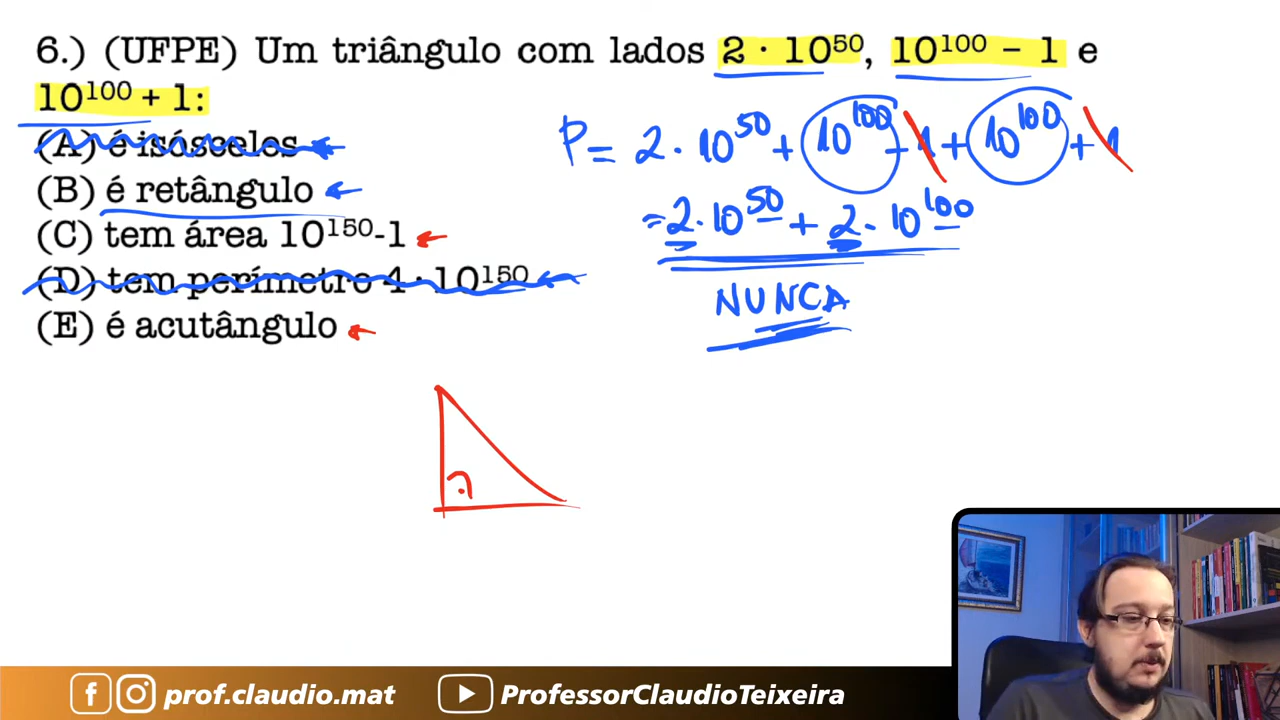 6.) (UFPE) Um triângulo com lados 2 · 10⁵⁰, 10¹⁰⁰ – 1 e
10¹⁰⁰ + 1:
(A) é isósceles
(B) é retângulo
(C) tem área 10¹⁵⁰-1
(D) tem perímetro 4 · 10¹⁵⁰
(E) é acutângulo
P = 2 · 10⁵⁰ + 10¹⁰⁰ - 1 + 10¹⁰⁰ + 1
= 2 · 10⁵⁰ + 2 · 10¹⁰⁰
NUNCA
?
prof.claudio.mat
ProfessorClaudioTeixeira